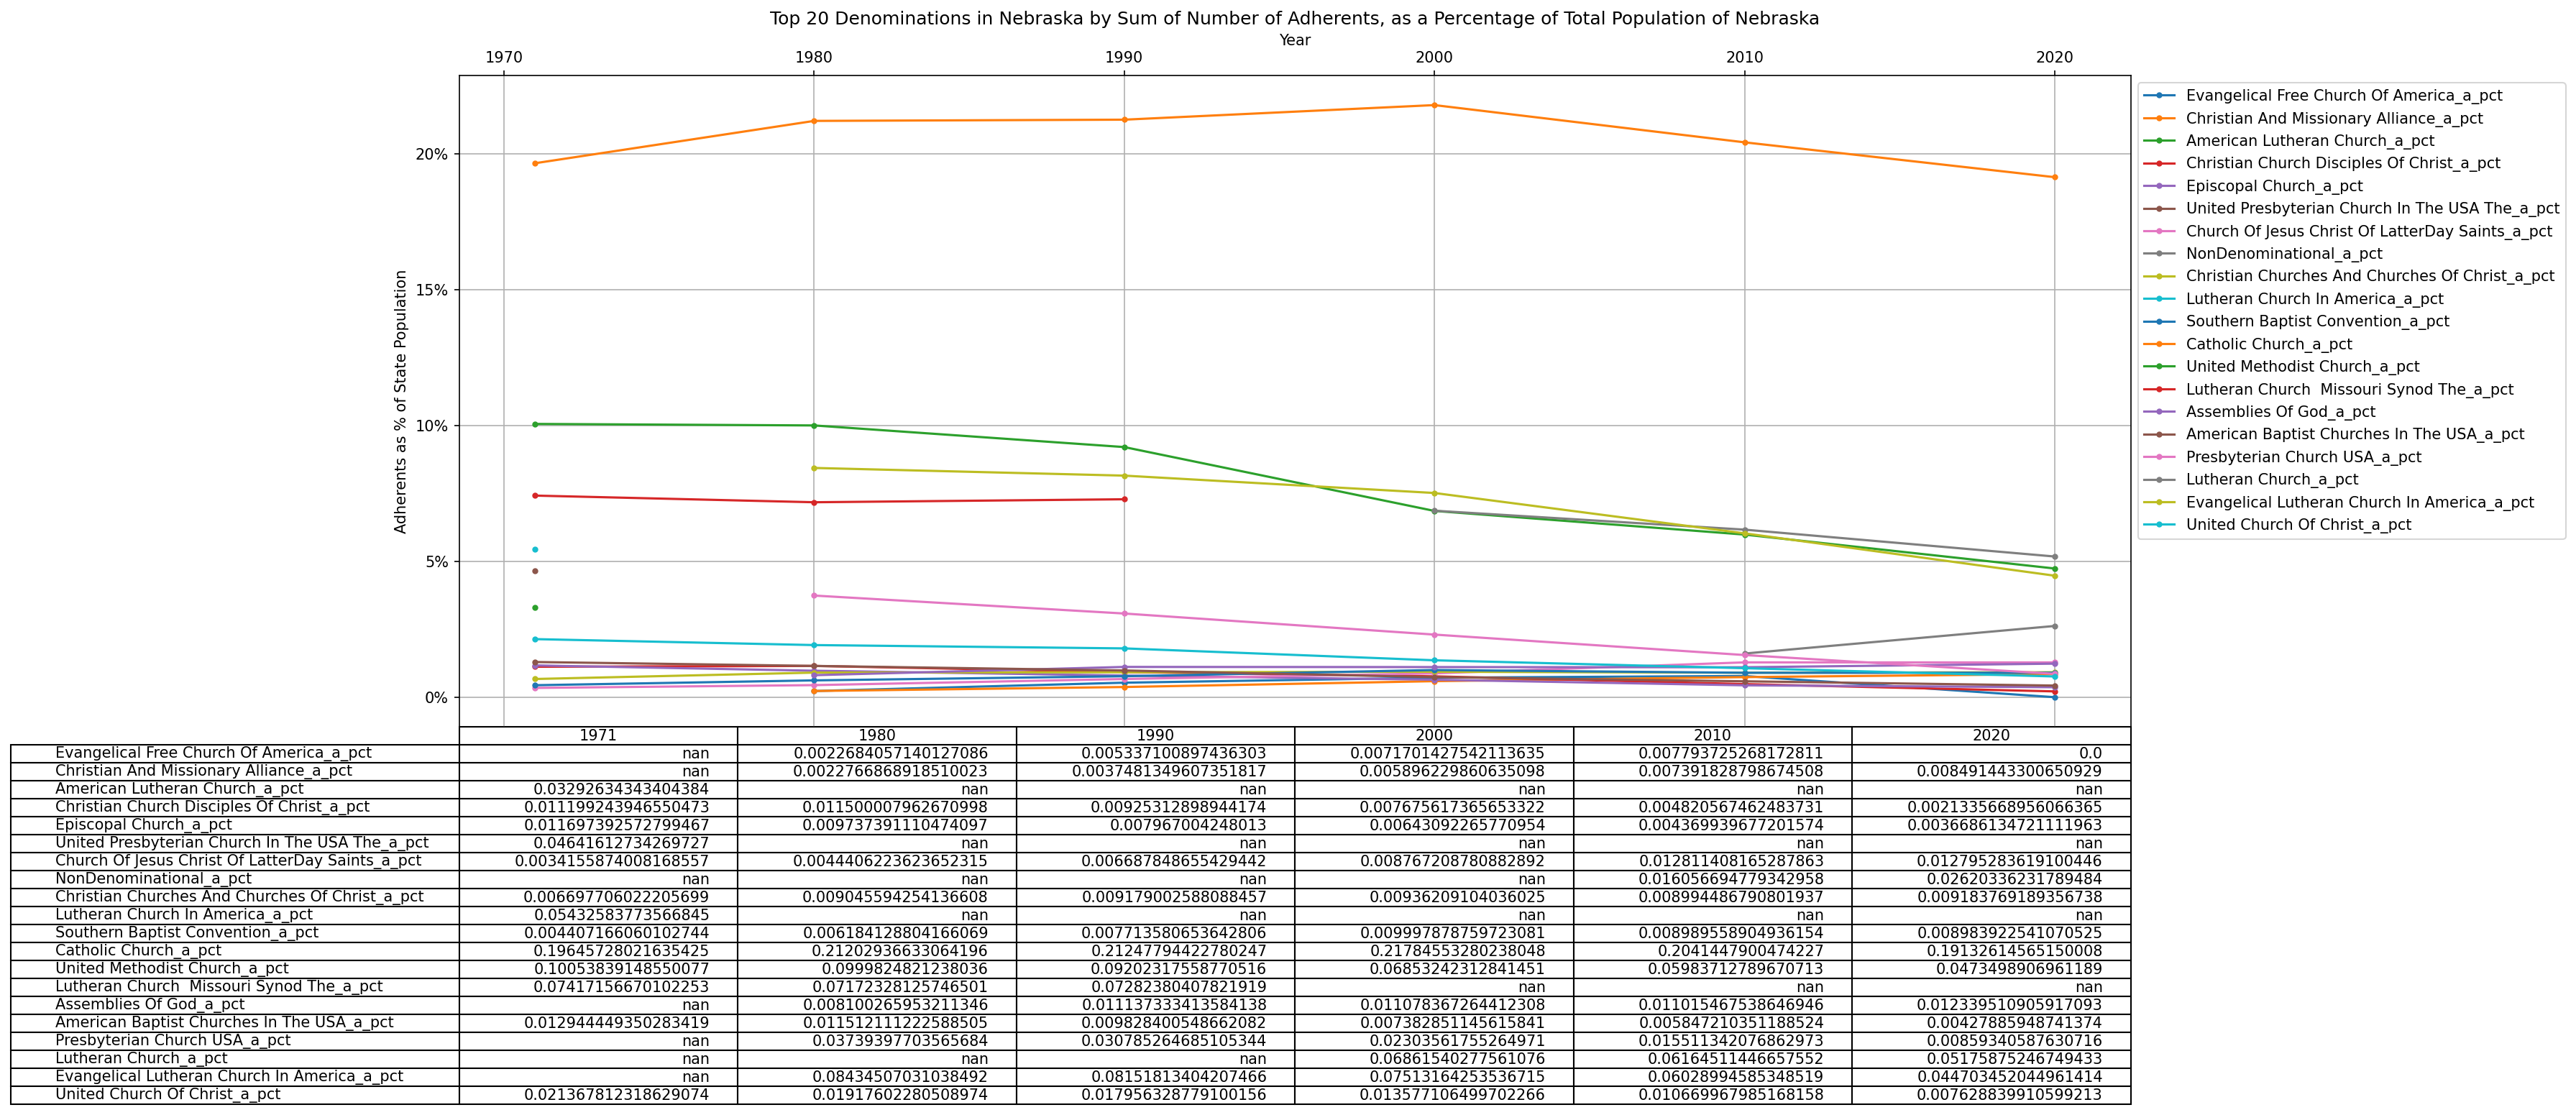 Top 20 Denominations in Nebraska by Sum of Number of Adherents, as a Percentage of Total Population of Nebraska
Year
1970 1980 1990 2000 2010 2020
20%
15%
10%
5%
0%
Adherents as % of State Population
Evangelical Free Church Of America_a_pct
Christian And Missionary Alliance_a_pct
American Lutheran Church_a_pct
Christian Church Disciples Of Christ_a_pct
Episcopal Church_a_pct
United Presbyterian Church In The USA The_a_pct
Church Of Jesus Christ Of LatterDay Saints_a_pct
NonDenominational_a_pct
Christian Churches And Churches Of Christ_a_pct
Lutheran Church In America_a_pct
Southern Baptist Convention_a_pct
Catholic Church_a_pct
United Methodist Church_a_pct
Lutheran Church  Missouri Synod The_a_pct
Assemblies Of God_a_pct
American Baptist Churches In The USA_a_pct
Presbyterian Church USA_a_pct
Lutheran Church_a_pct
Evangelical Lutheran Church In America_a_pct
United Church Of Christ_a_pct
1971 1980 1990 2000 2010 2020
Evangelical Free Church Of America_a_pct nan 0.0022684057140127086 0.005337100897436303 0.0071701427542113635 0.007793725268172811 0.0
Christian And Missionary Alliance_a_pct nan 0.0022766868918510023 0.0037481349607351817 0.005896229860635098 0.007391828798674508 0.008491443300650929
American Lutheran Church_a_pct 0.03292634343404384 nan nan nan nan nan
Christian Church Disciples Of Christ_a_pct 0.011199243946550473 0.011500007962670998 0.00925312898944174 0.007675617365653322 0.004820567462483731 0.0021335668956066365
Episcopal Church_a_pct 0.011697392572799467 0.009737391110474097 0.007967004248013 0.00643092265770954 0.004369939677201574 0.0036686134721111963
United Presbyterian Church In The USA The_a_pct 0.04641612734269727 nan nan nan nan nan
Church Of Jesus Christ Of LatterDay Saints_a_pct 0.0034155874008168557 0.0044406223623652315 0.006687848655429442 0.008767208780882892 0.012811408165287863 0.012795283619100446
NonDenominational_a_pct nan nan nan nan 0.016056694779342958 0.02620336231789484
Christian Churches And Churches Of Christ_a_pct 0.006697706022205699 0.009045594254136608 0.009179002588088457 0.00936209104036025 0.00899448679080193​7 0.009183769189356738
Lutheran Church In America_a_pct 0.05432583773566845 nan nan nan nan nan
Southern Baptist Convention_a_pct 0.004407166060102744 0.006184128804166069 0.007713580653642806 0.009997878759723081 0.008989558904936154 0.008983922541070525
Catholic Church_a_pct 0.19645728021635425 0.21202936633064196 0.21247794422780247 0.21784553280238048 0.2041447900474227 0.19132614565150008
United Methodist Church_a_pct 0.10053839148550077 0.0999824821238036 0.09202317558770516 0.06853242312841451 0.05983712789670713 0.0473498906961189
Lutheran Church  Missouri Synod The_a_pct 0.07417156670102253 0.07172328125746501 0.07282380407821919 nan nan nan
Assemblies Of God_a_pct nan 0.008100265953211346 0.011137333413584138 0.011078367264412308 0.011015467538646946 0.012339510905917093
American Baptist Churches In The USA_a_pct 0.012944449350283419 0.011512111222588505 0.009828400548662082 0.007382851145615841 0.005847210351188524 0.00427885948741374
Presbyterian Church USA_a_pct nan 0.03739397703565684 0.030785264685105344 0.02303561755264971 0.015511342076862973 0.00859340587630716
Lutheran Church_a_pct nan nan nan 0.06861540277561076 0.06164511446657552 0.05175875246749433
Evangelical Lutheran Church In America_a_pct nan 0.08434507031038492 0.08151813404207466 0.07513164253536715 0.06028994585348519 0.044703452044961414
United Church Of Christ_a_pct 0.021367812318629074 0.01917602280508974 0.017956328779100156 0.013577106499702266 0.010669967985168158 0.007628839910599213